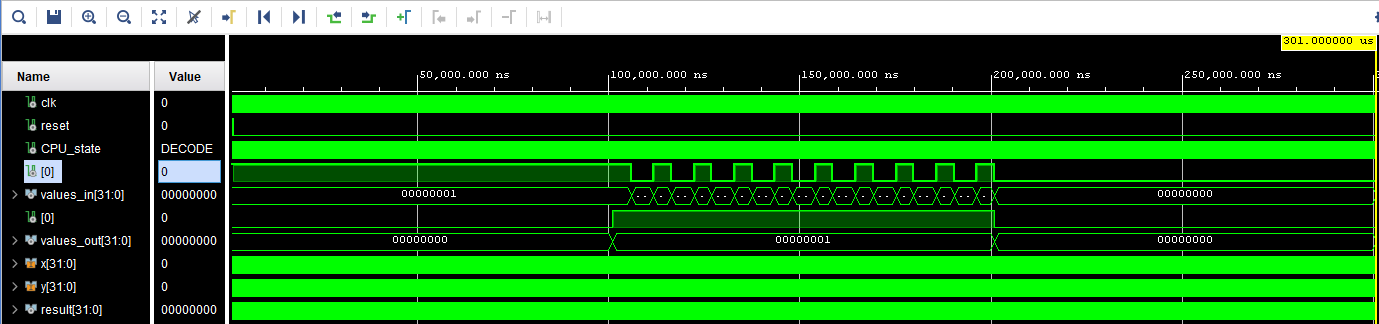 301.000000 us
Name Value
50,000.000 ns 100,000.000 ns 150,000.000 ns 200,000.000 ns 250,000.000 ns
clk 0
reset 0
CPU_state DECODE
[0] 0
values_in[31:0] 00000000 00000001 00000000
[0] 0
values_out[31:0] 00000000 00000000 00000001 00000000
x[31:0] 0
y[31:0] 0
result[31:0] 00000000